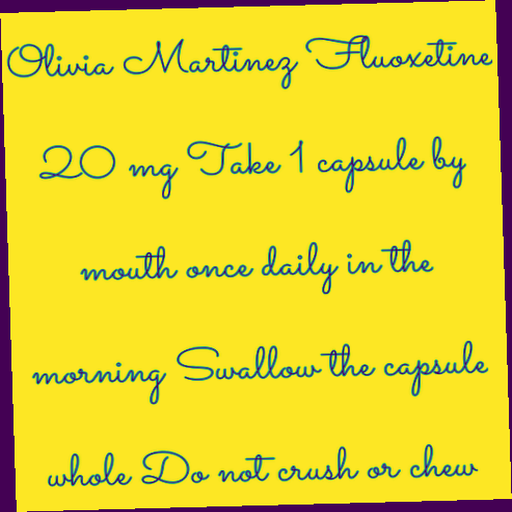 Olivia Martinez Fluoxetine
20 mg Take 1 capsule by
mouth once daily in the
morning Swallow the capsule
whole Do not crush or chew